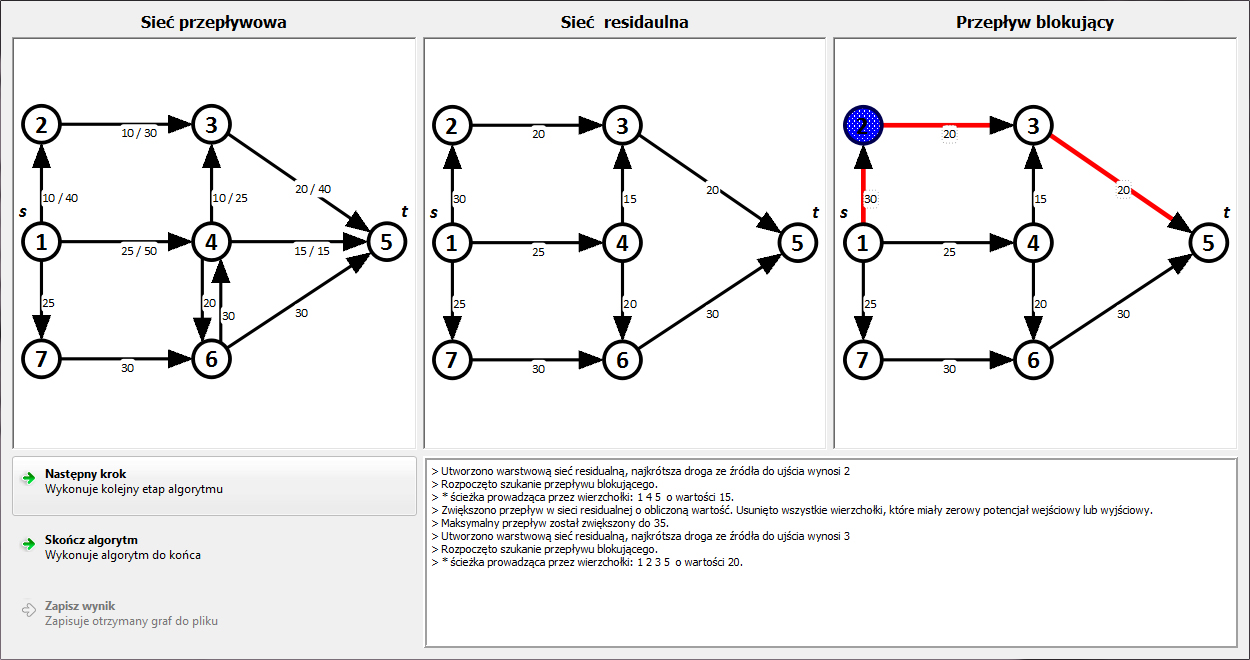 Sieć przepływowa
2
3
10 / 30
10 / 40
10 / 25
20 / 40
s
t
1
4
5
25 / 50
15 / 15
25
20
30
30
7
6
30
Sieć residaulna
2
3
20
30
15
20
s
t
1
4
5
25
25
20
30
7
6
30
Przepływ blokujący
2
3
20
30
15
20
s
t
1
4
5
25
25
20
30
7
6
30
Następny krok
Wykonuje kolejny etap algorytmu
Skończ algorytm
Wykonuje algorytm do końca
Zapisz wynik
Zapisuje otrzymany graf do pliku
> Utworzono warstwową sieć residualną, najkrótsza droga ze źródła do ujścia wynosi 2
> Rozpoczęto szukanie przepływu blokującego.
> * ścieżka prowadząca przez wierzchołki: 1 4 5 o wartości 15.
> Zwiększono przepływ w sieci residualnej o obliczoną wartość. Usunięto wszystkie wierzchołki, które miały zerowy potencjał wejściowy lub wyjściowy.
> Maksymalny przepływ został zwiększony do 35.
> Utworzono warstwową sieć residualną, najkrótsza droga ze źródła do ujścia wynosi 3
> Rozpoczęto szukanie przepływu blokującego.
> * ścieżka prowadząca przez wierzchołki: 1 2 3 5 o wartości 20.